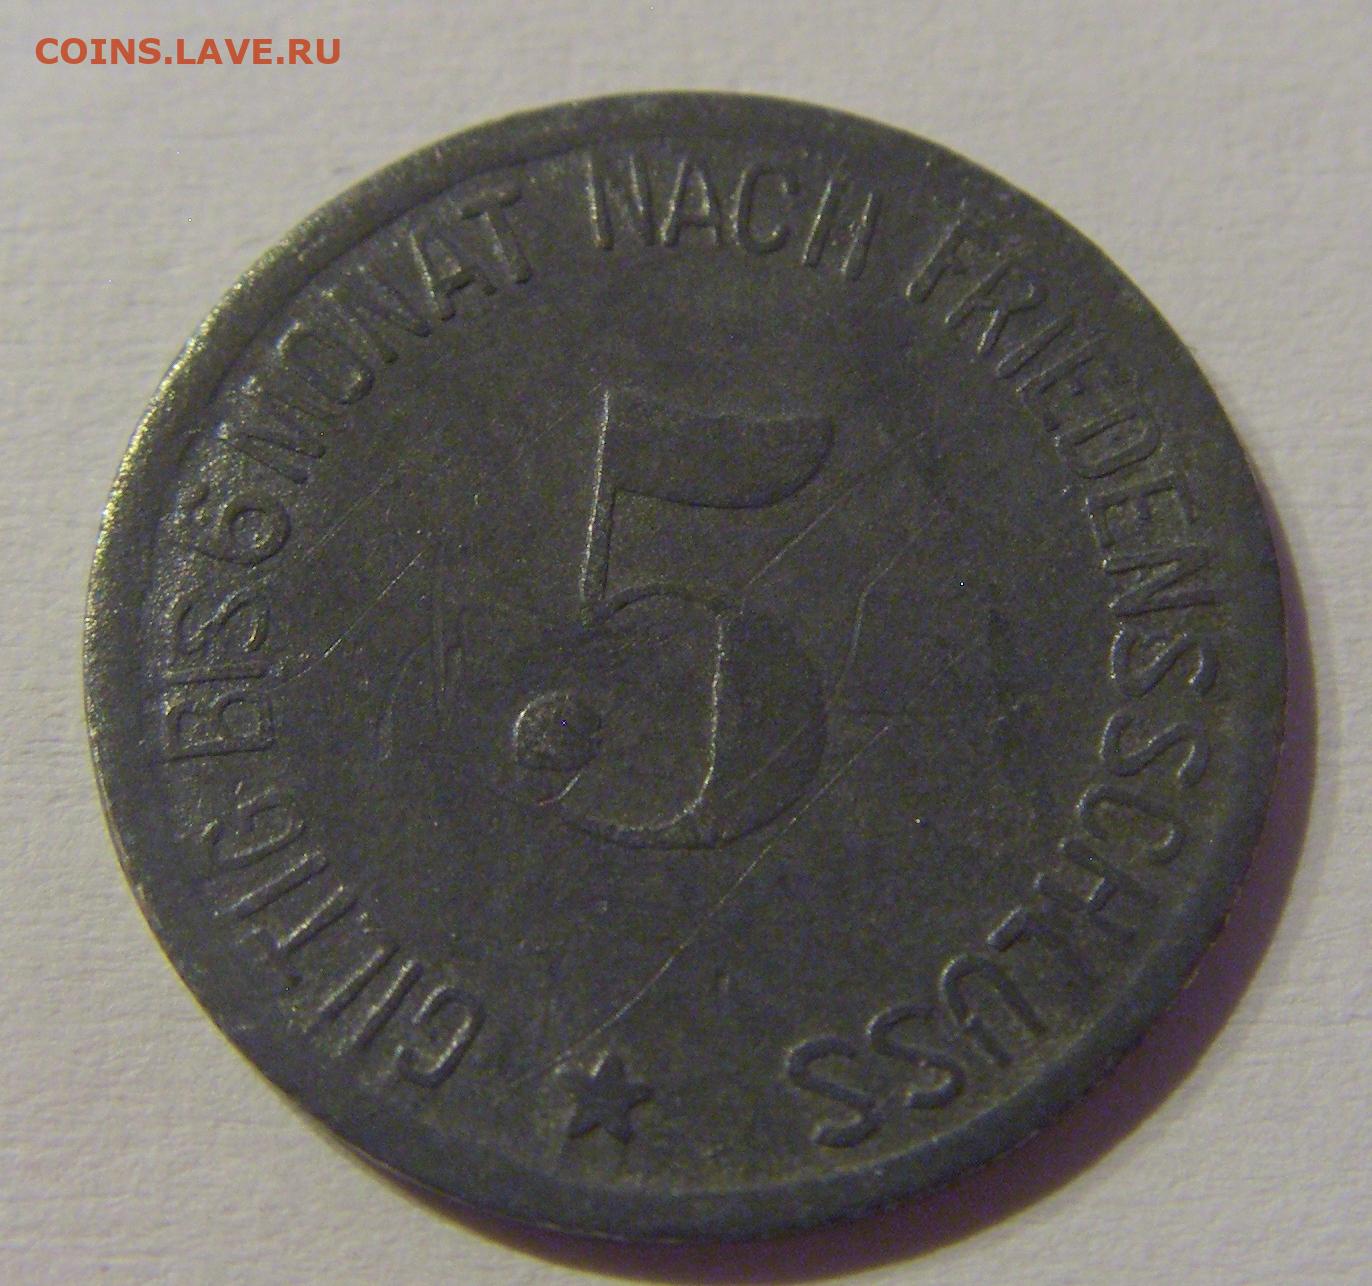 COINS.LAVE.RU
GILTIG BIS 6 MONAT NACH FRIEDENSSCHLUSS
5